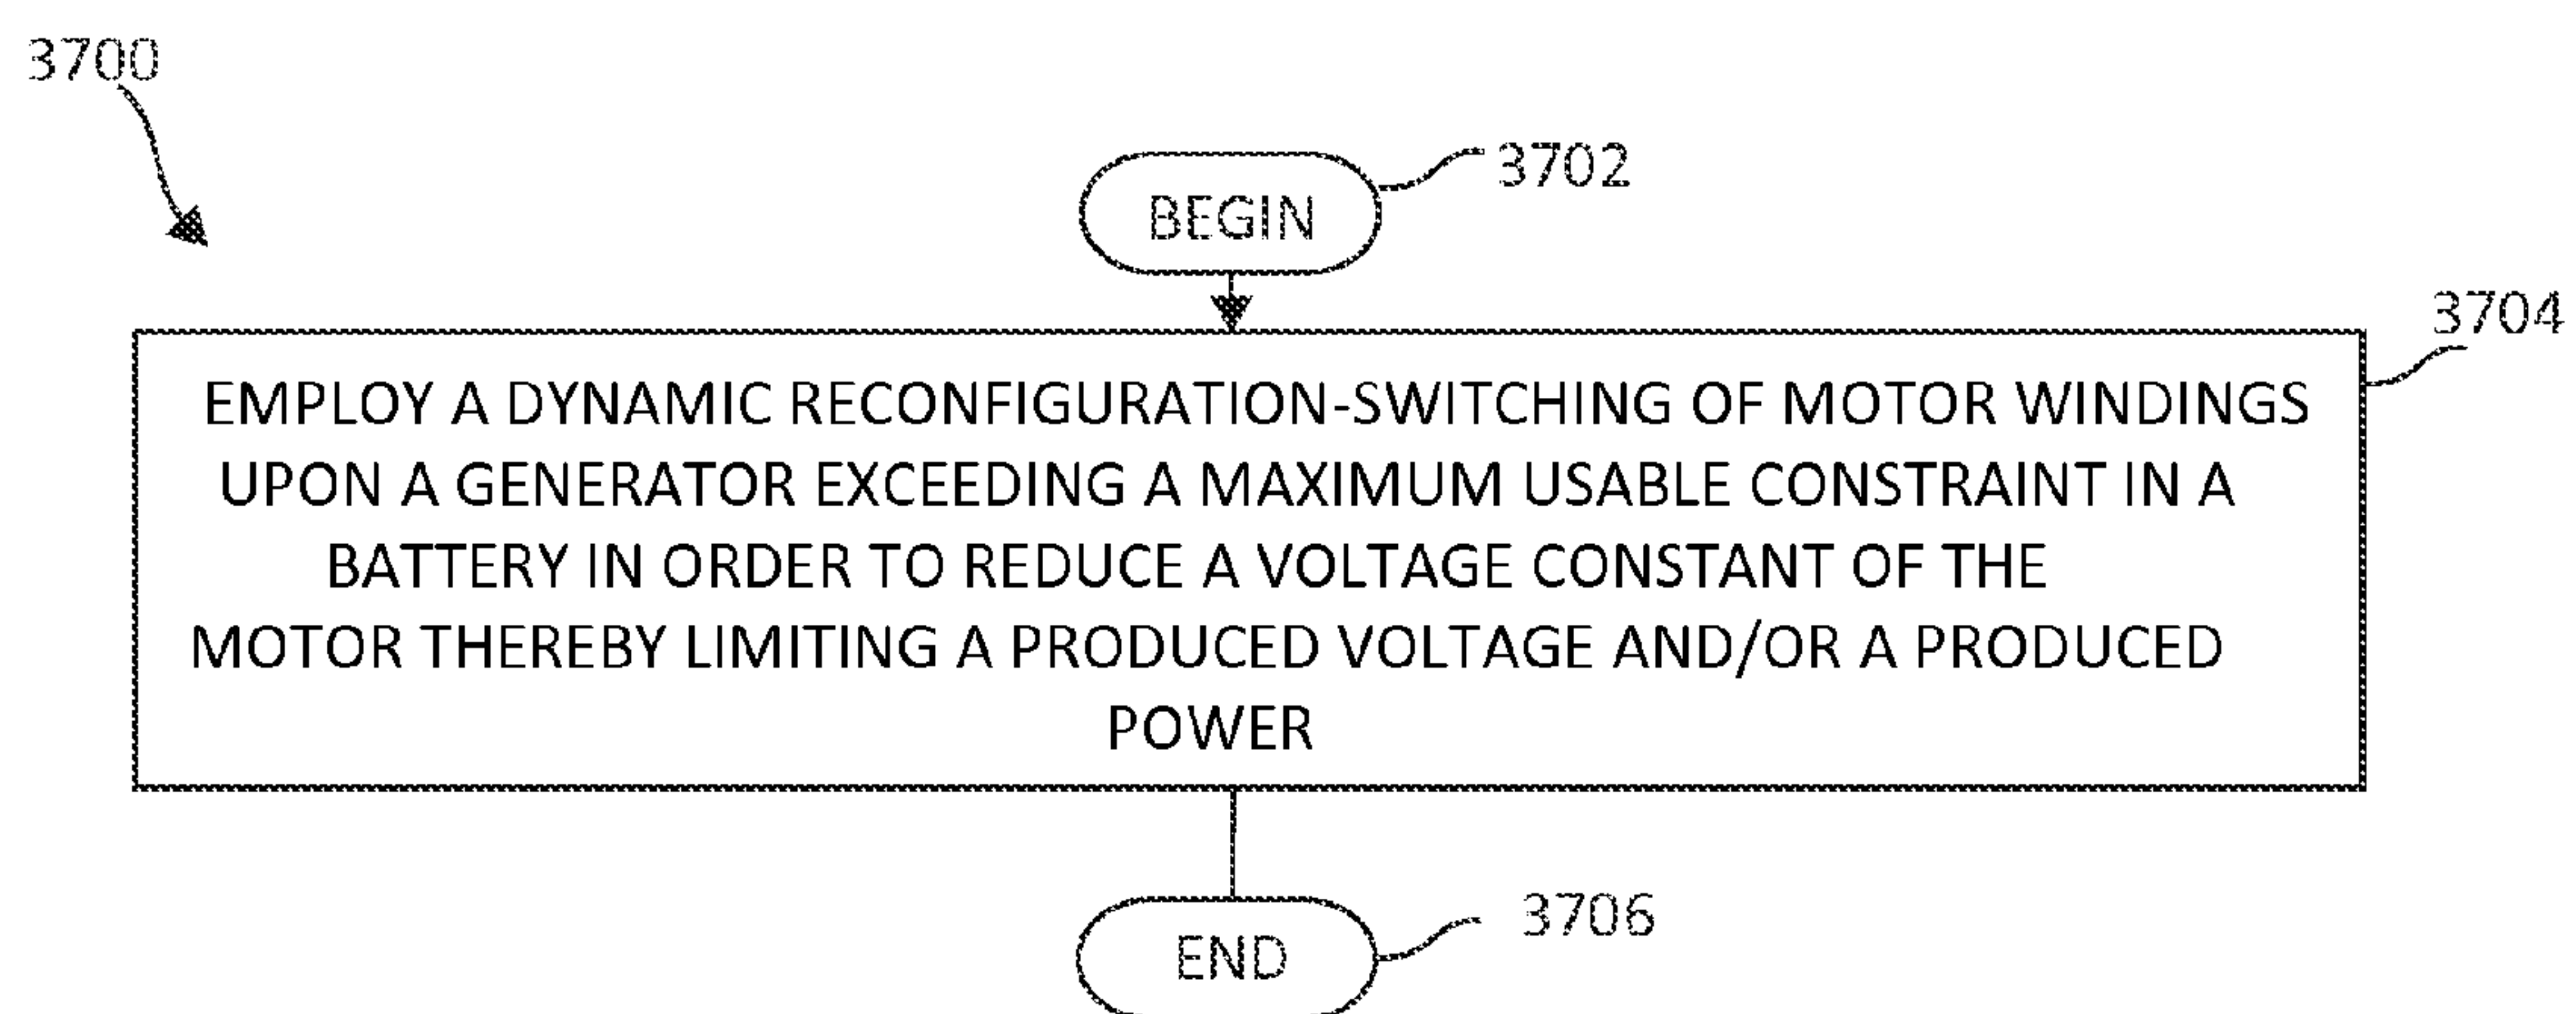 3700
BEGIN
3702
3704
EMPLOY A DYNAMIC RECONFIGURATION-SWITCHING OF MOTOR WINDINGS
UPON A GENERATOR EXCEEDING A MAXIMUM USABLE CONSTRAINT IN A
BATTERY IN ORDER TO REDUCE A VOLTAGE CONSTANT OF THE
MOTOR THEREBY LIMITING A PRODUCED VOLTAGE AND/OR A PRODUCED
POWER
END
3706